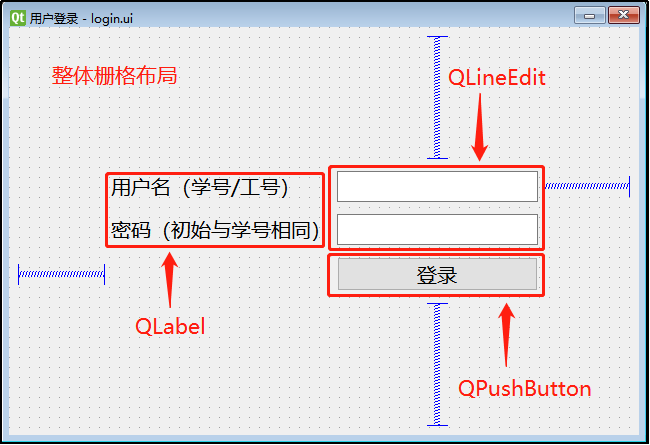 Qt 用户登录 - login.ui
整体栅格布局
QLineEdit
用户名（学号/工号）
密码（初始与学号相同）
登录
QLabel
QPushButton